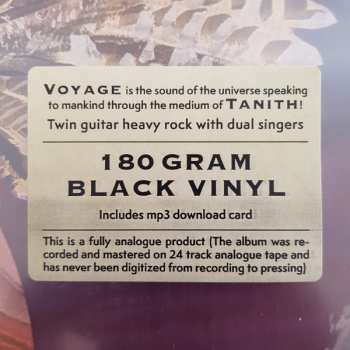 VOYAGE is the sound of the universe speaking
to mankind through the medium of TANITH!
Twin guitar heavy rock with dual singers
180 GRAM
BLACK VINYL
Includes mp3 download card
This is a fully analogue product (The album was re-
corded and mastered on 24 track analogue tape and
has never been digitized from recording to pressing)